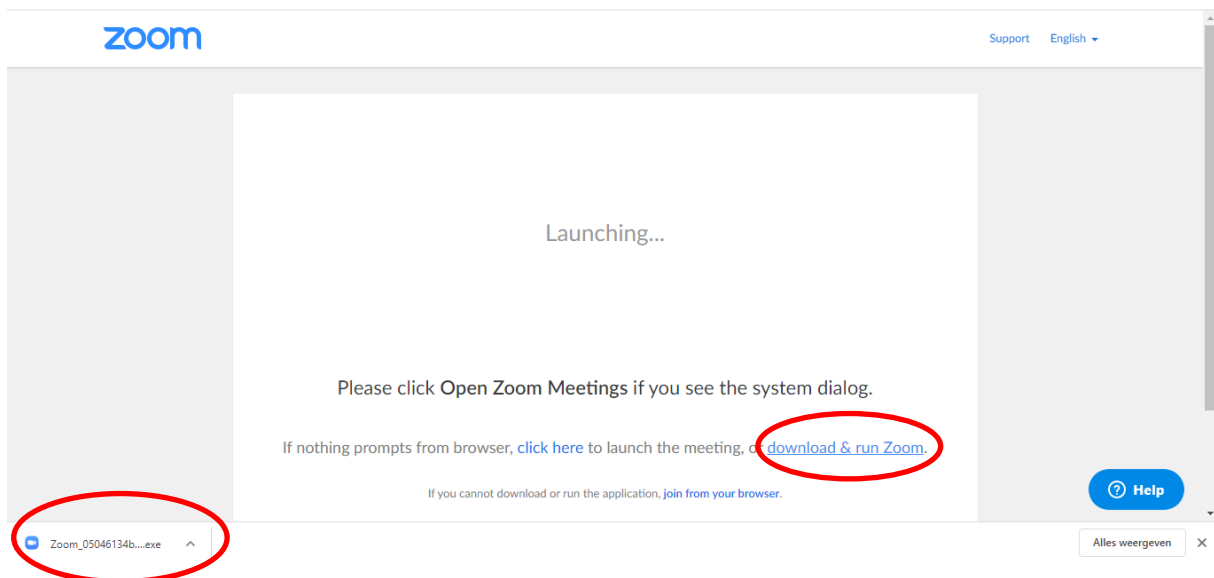 zoom
Support English
Launching...
Please click Open Zoom Meetings if you see the system dialog.
If nothing prompts from browser, click here to launch the meeting, or download & run Zoom.
If you cannot download or run the application, join from your browser.
Help
Zoom_05046134b....exe
Alles weergeven